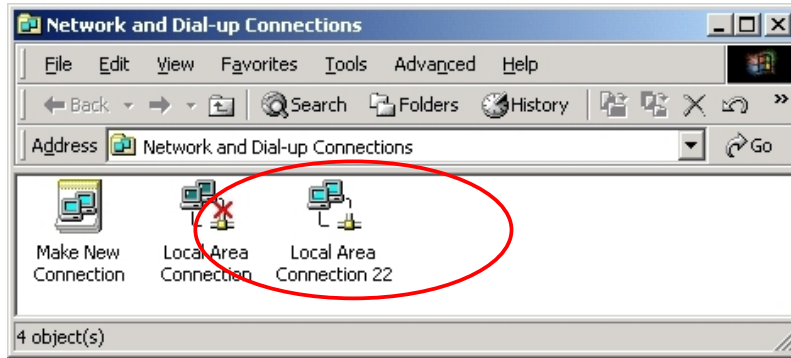 Network and Dial-up Connections
File Edit View Favorites Tools Advanced Help
Back Search Folders History »
Address Network and Dial-up Connections Go
Make New Connection
Local Area Connection
Local Area Connection 22
4 object(s)